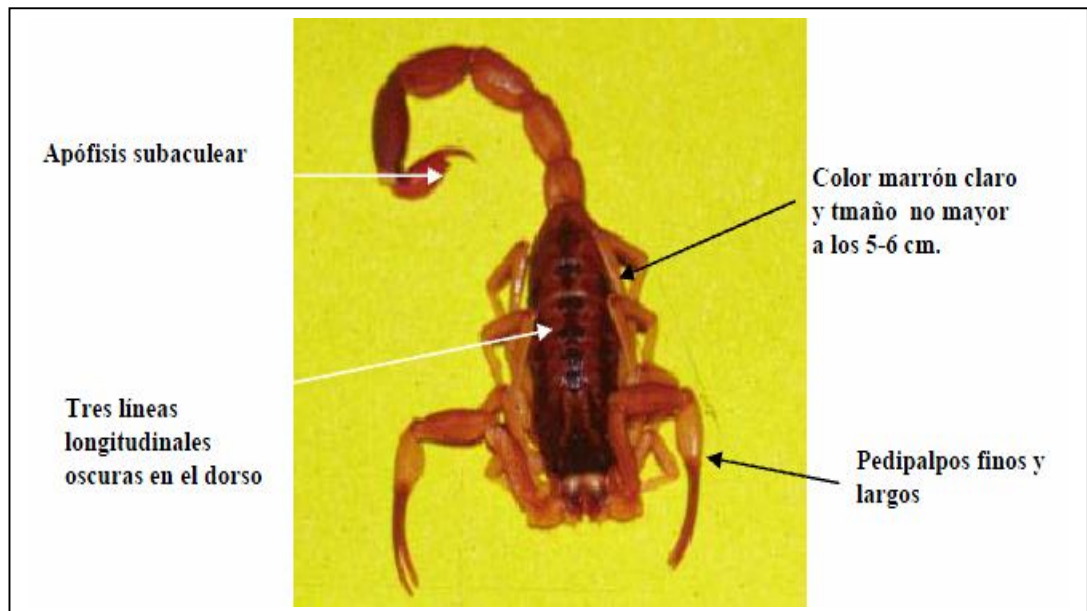 Apófisis subaculear
Color marrón claro
y tmaño no mayor
a los 5-6 cm.
Tres líneas
longitudinales
oscuras en el dorso
Pedipalpos finos y
largos